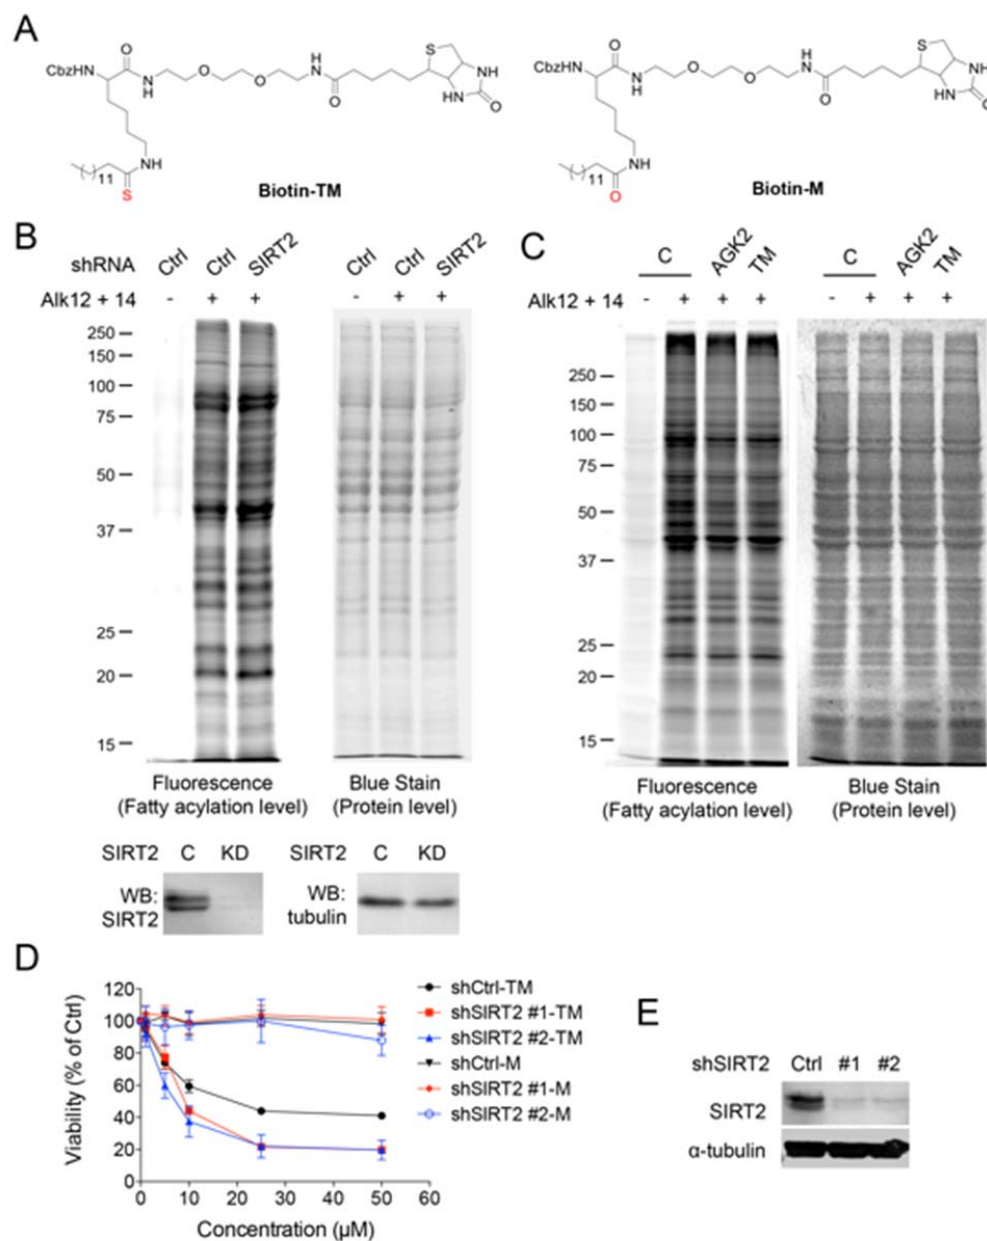 A
CbzHN
O
N
H
O
O
H
N
O
S
NH
HN
O
NH
11
S
Biotin-TM
CbzHN
O
N
H
O
O
H
N
O
S
NH
HN
O
NH
11
O
Biotin-M
B
shRNA Ctrl Ctrl SIRT2 Ctrl Ctrl SIRT2
Alk12 + 14 - + + - + +
250
150
100
75
50
37
25
20
15
Fluorescence
(Fatty acylation level)
Blue Stain
(Protein level)
SIRT2 C KD
WB:
SIRT2
SIRT2 C KD
WB:
tubulin
C
C AGK2 TM C AGK2 TM
Alk12 + 14 - + + + - + + +
250
150
100
75
50
37
25
20
15
Fluorescence
(Fatty acylation level)
Blue Stain
(Protein level)
D
Viability (% of Ctrl)
120
100
80
60
40
20
0
0 10 20 30 40 50 60
Concentration (µM)
shCtrl-TM
shSIRT2 #1-TM
shSIRT2 #2-TM
shCtrl-M
shSIRT2 #1-M
shSIRT2 #2-M
E
shSIRT2 Ctrl #1 #2
SIRT2
α-tubulin